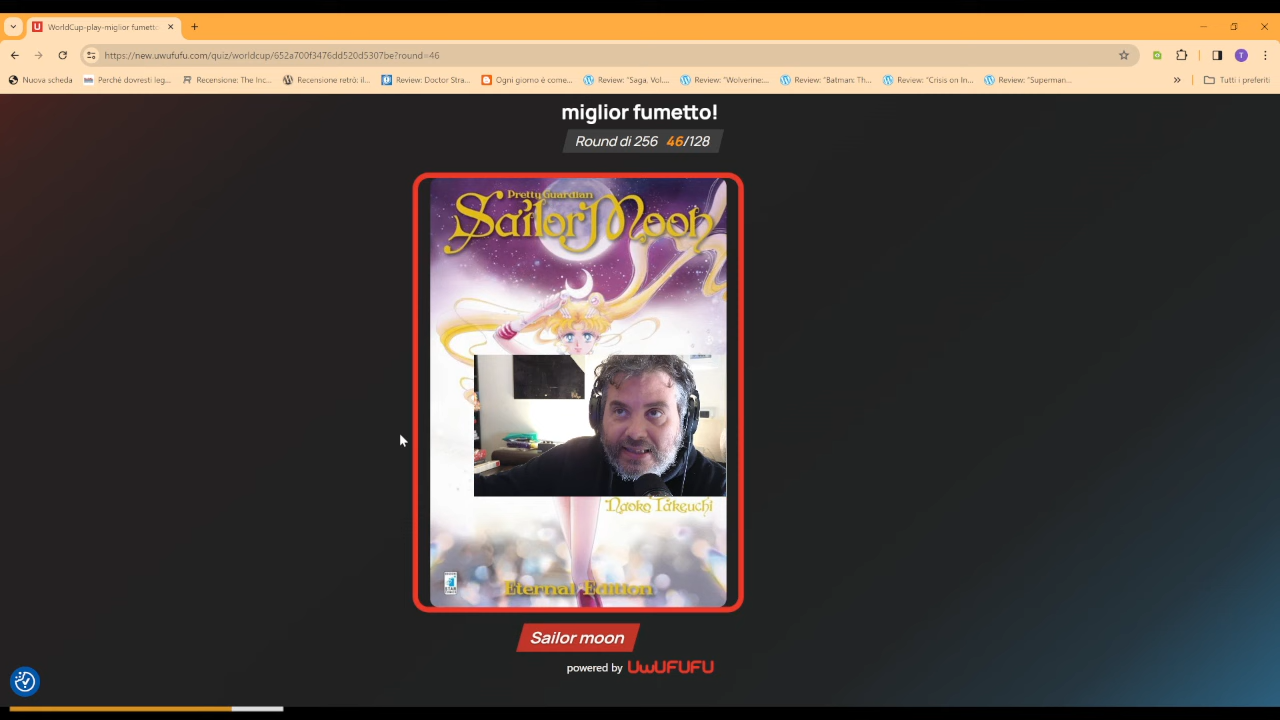 WorldCup-play-miglior fumetto
https://new.uwufufu.com/quiz/worldcup/652a700f3476dd520d5307be?round=46
T
Nuova scheda
Perché dovresti leg...
Recensione: The Inc...
Recensione retrò: il...
Review: Doctor Stra...
Ogni giorno è come...
Review: "Saga. Vol....
Review: "Wolverine:...
Review: "Batman: Th...
Review: "Crisis on In...
Review: "Superman...
Tutti i preferiti
miglior fumetto!
Round di 256 46/128
Pretty Guardian
Sailor Moon
Naoko Takeuchi
Eternal Edition
Sailor moon
powered by UwUFUFU